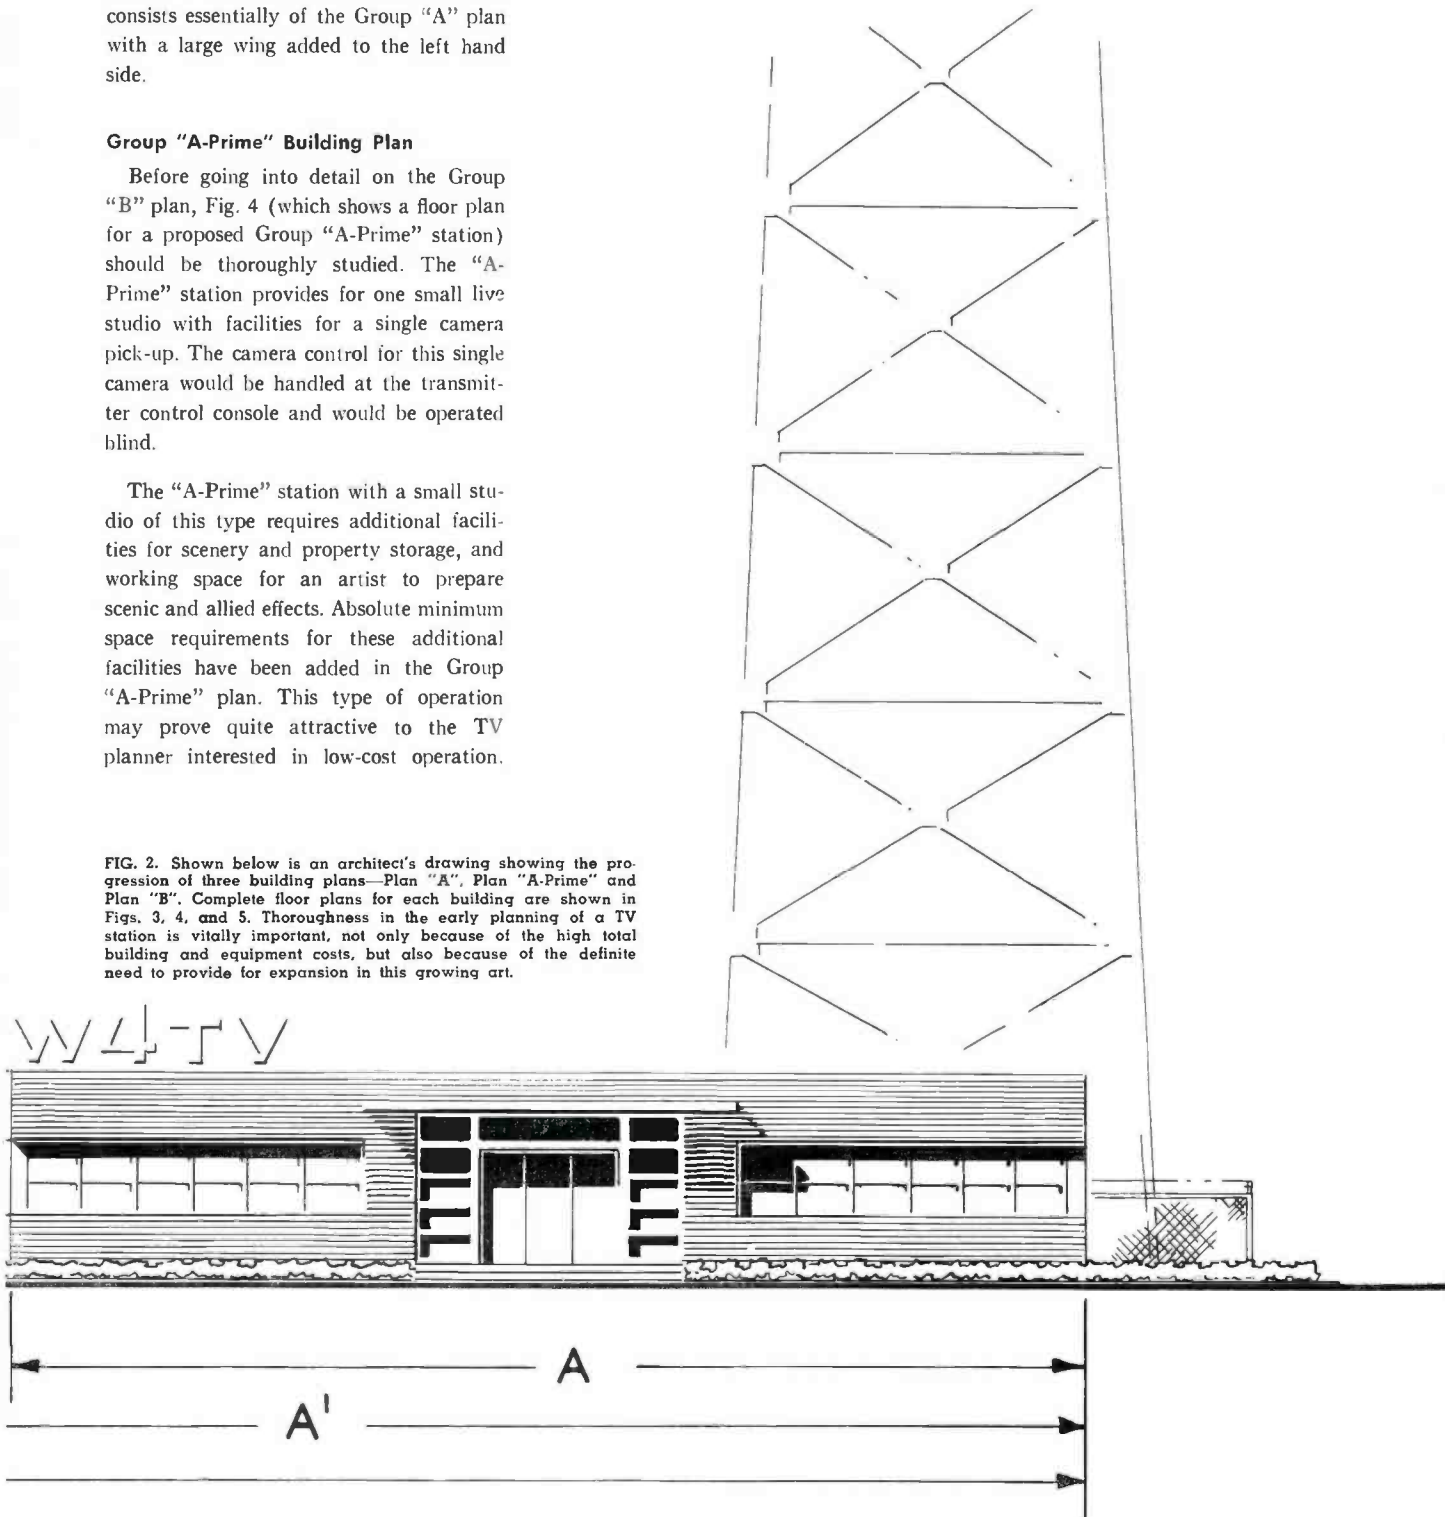 consists essentially of the Group “A” plan
with a large wing added to the left hand
side.
Group “A-Prime” Building Plan
Before going into detail on the Group
“B” plan, Fig. 4 (which shows a floor plan
for a proposed Group “A-Prime” station)
should be thoroughly studied. The “A-
Prime” station provides for one small live
studio with facilities for a single camera
pick-up. The camera control for this single
camera would be handled at the transmit-
ter control console and would be operated
blind.
The “A-Prime” station with a small stu-
dio of this type requires additional facili-
ties for scenery and property storage, and
working space for an artist to prepare
scenic and allied effects. Absolute minimum
space requirements for these additional
facilities have been added in the Group
“A-Prime” plan. This type of operation
may prove quite attractive to the TV
planner interested in low-cost operation.
FIG. 2. Shown below is an architect's drawing showing the pro-
gression of three building plans—Plan "A", Plan "A-Prime" and
Plan "B". Complete floor plans for each building are shown in
Figs. 3, 4, and 5. Thoroughness in the early planning of a TV
station is vitally important, not only because of the high total
building and equipment costs, but also because of the definite
need to provide for expansion in this growing art.
W4TV
A
A'